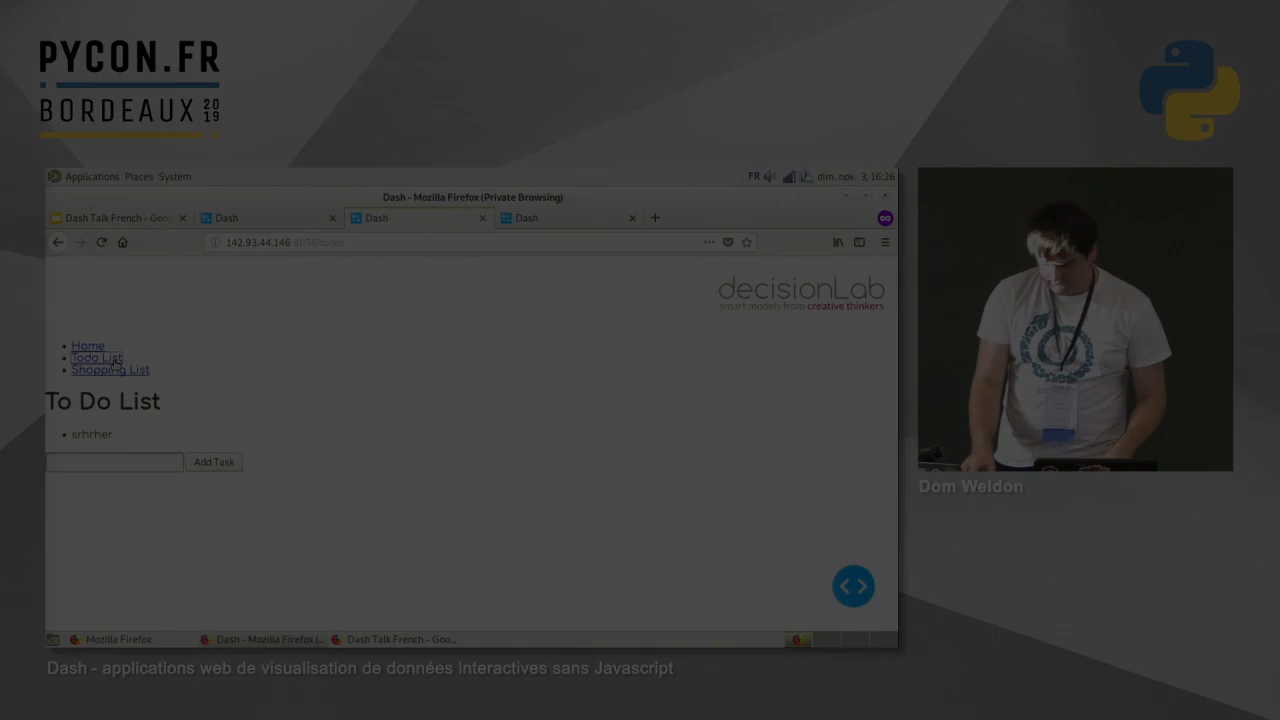 PYCON.FR
BORDEAUX 2019
Applications Places System
FR dim. nov. 3, 16:26
Dash - Mozilla Firefox (Private Browsing)
Dash Talk French - Goo
Dash
Dash
Dash
142.93.44.146:8056/todos
decisionLab
smart models from creative thinkers
Home
Todo List
Shopping List
To Do List
srhrher
Add Task
Mozilla Firefox
Dash - Mozilla Firefox (...
Dash Talk French - Goo...
Dom Weldon
Dash - applications web de visualisation de données interactives sans Javascript